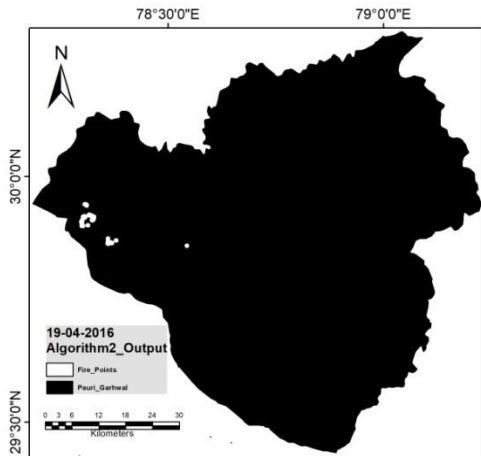 78°30'0"E
79°0'0"E
N
30°0'0"N
19-04-2016
Algorithm2_Output
Fire_Points
Pauri_Garhwal
0 3 6 12 18 24 30
Kilometers
29°30'0"N